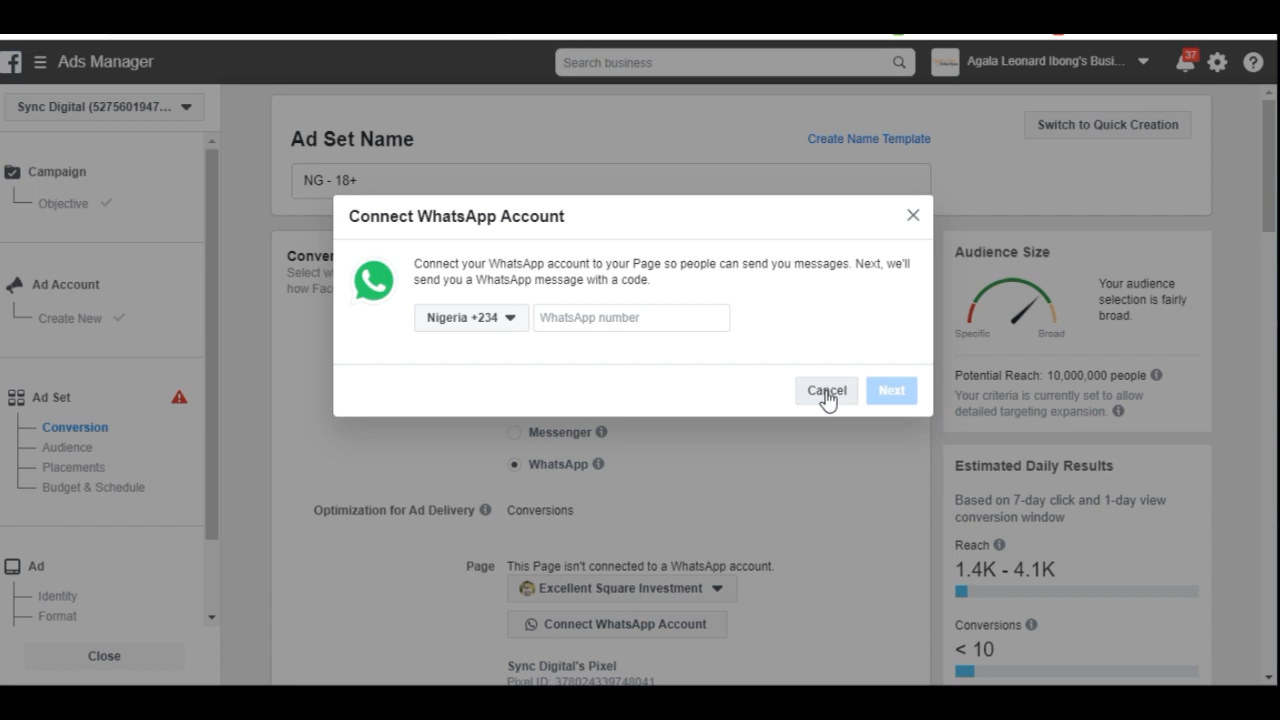 Ads Manager
Search business
Agala Leonard Ibong's Busi...
37
Sync Digital (5275601947...
Campaign
Objective
Ad Account
Create New
Ad Set
Conversion
Audience
Placements
Budget & Schedule
Ad
Identity
Format
Close
Ad Set Name
Create Name Template
Switch to Quick Creation
NG - 18+
Conver
Select w
how Fac
Connect WhatsApp Account
Connect your WhatsApp account to your Page so people can send you messages. Next, we'll
send you a WhatsApp message with a code.
Nigeria +234
WhatsApp number
Cancel
Next
Messenger
WhatsApp
Optimization for Ad Delivery
Conversions
Page
This Page isn't connected to a WhatsApp account.
Excellent Square Investment
Connect WhatsApp Account
Sync Digital's Pixel
Pixel ID: 378024339748041
Audience Size
Your audience
selection is fairly
broad.
Specific
Broad
Potential Reach: 10,000,000 people
Your criteria is currently set to allow
detailed targeting expansion.
Estimated Daily Results
Based on 7-day click and 1-day view
conversion window
Reach
1.4K - 4.1K
Conversions
< 10